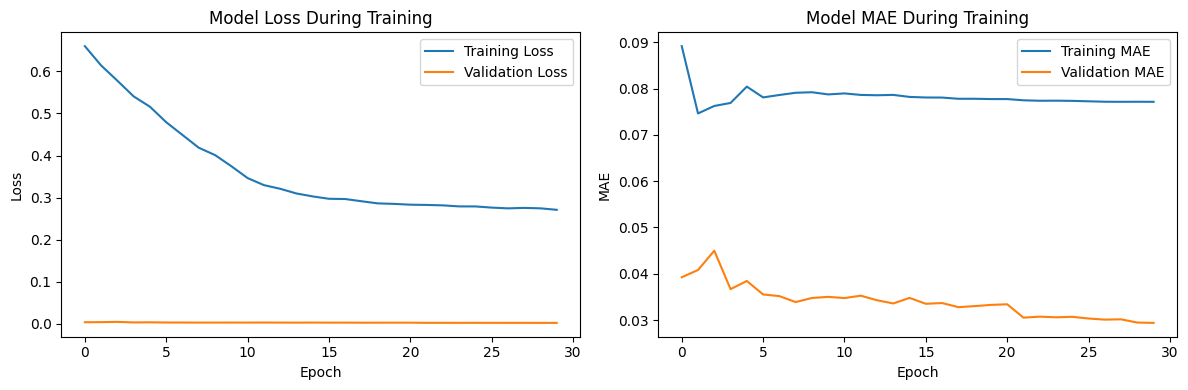 Model Loss During Training
Loss
0.6
0.5
0.4
0.3
0.2
0.1
0.0
Training Loss
Validation Loss
0 5 10 15 20 25 30
Epoch
Model MAE During Training
MAE
0.09
0.08
0.07
0.06
0.05
0.04
0.03
Training MAE
Validation MAE
0 5 10 15 20 25 30
Epoch